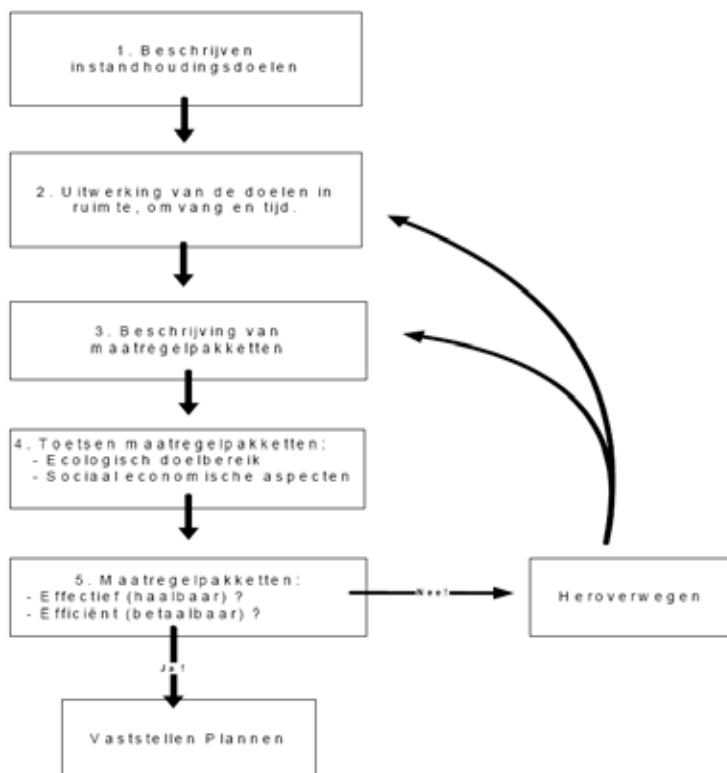 1. Beschrijven
instandhoudingsdoelen
2. Uitwerking van de doelen in
ruimte, omvang en tijd.
3. Beschrijving van
maatregelpakketten
4. Toetsen maatregelpakketten:
- Ecologisch doelbereik
- Sociaal economische aspecten
5. Maatregelpakketten:
- Effectief (haalbaar) ?
- Efficiënt (betaalbaar) ?
Nee!
Heroverwegen
Ja!
Vaststellen Plannen